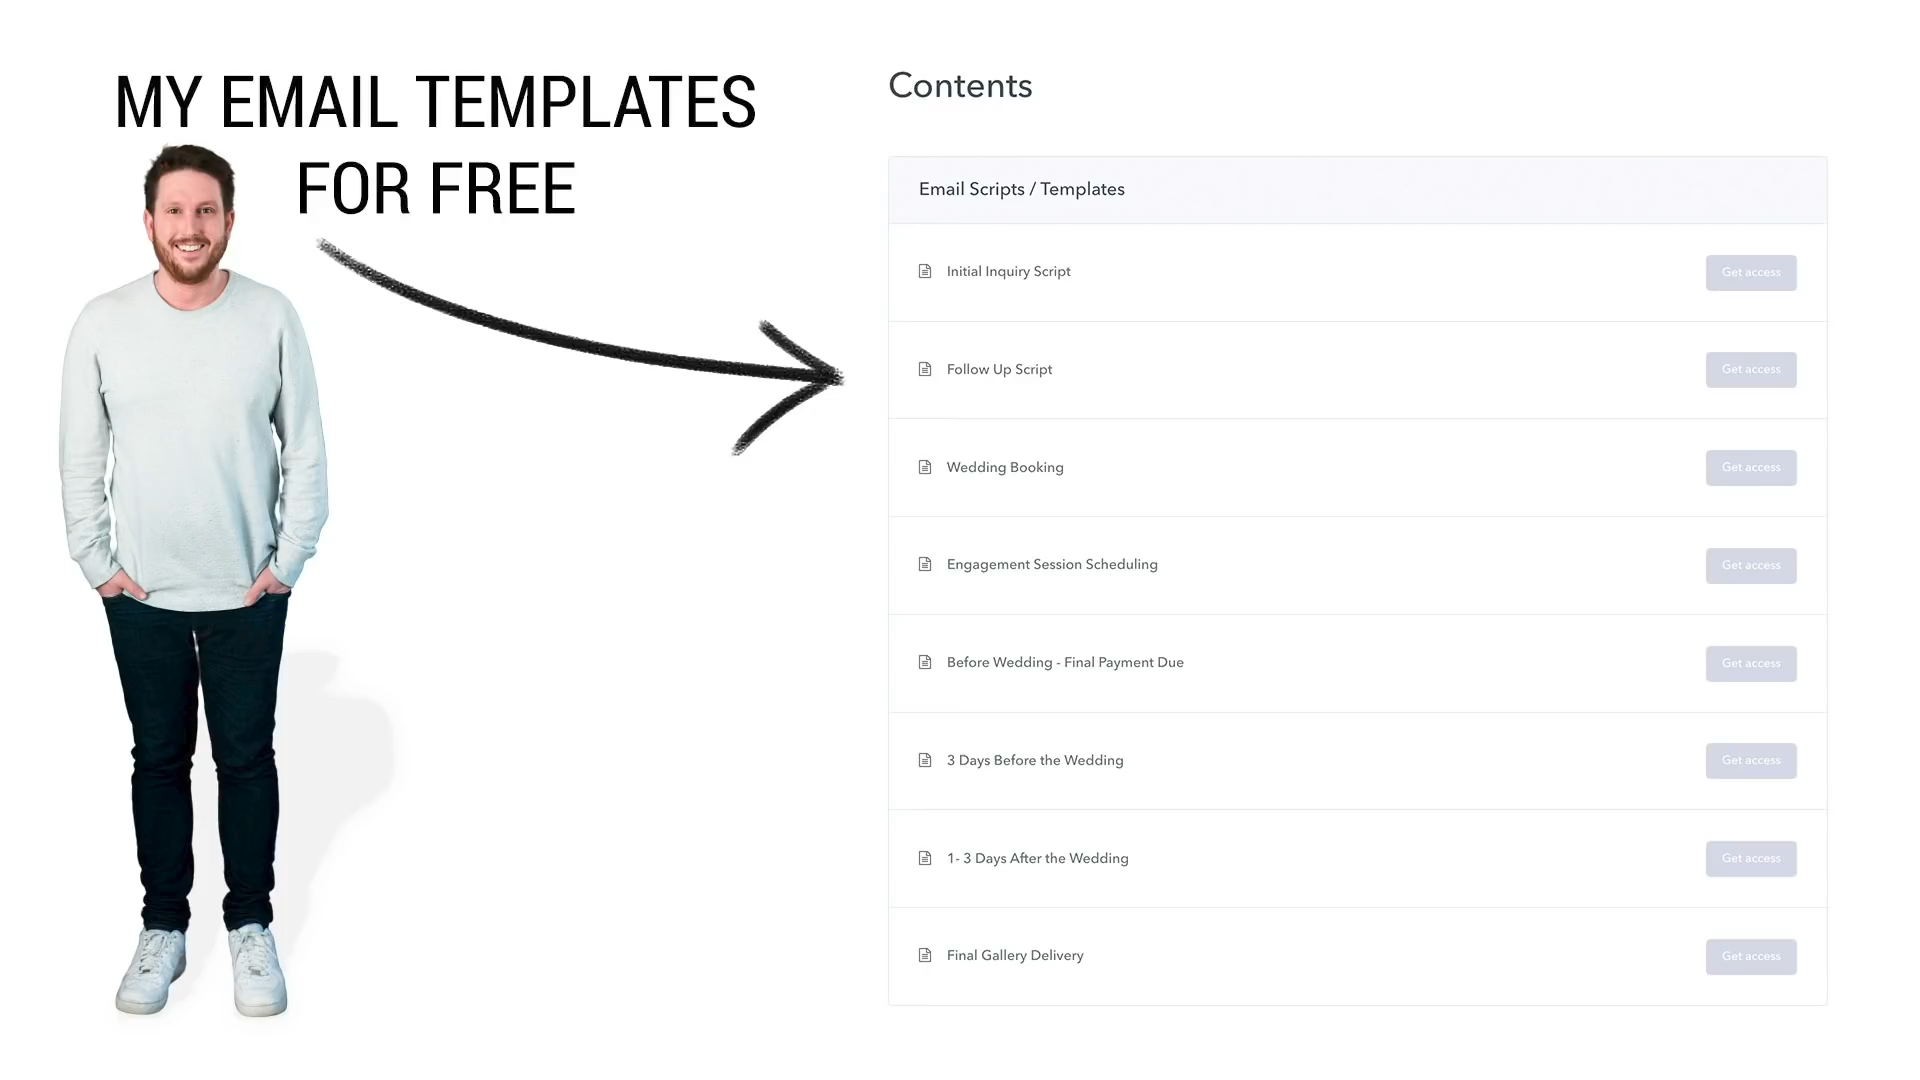 MY EMAIL TEMPLATES
FOR FREE
Contents
Email Scripts / Templates
Initial Inquiry Script
Get access
Follow Up Script
Get access
Wedding Booking
Get access
Engagement Session Scheduling
Get access
Before Wedding - Final Payment Due
Get access
3 Days Before the Wedding
Get access
1- 3 Days After the Wedding
Get access
Final Gallery Delivery
Get access